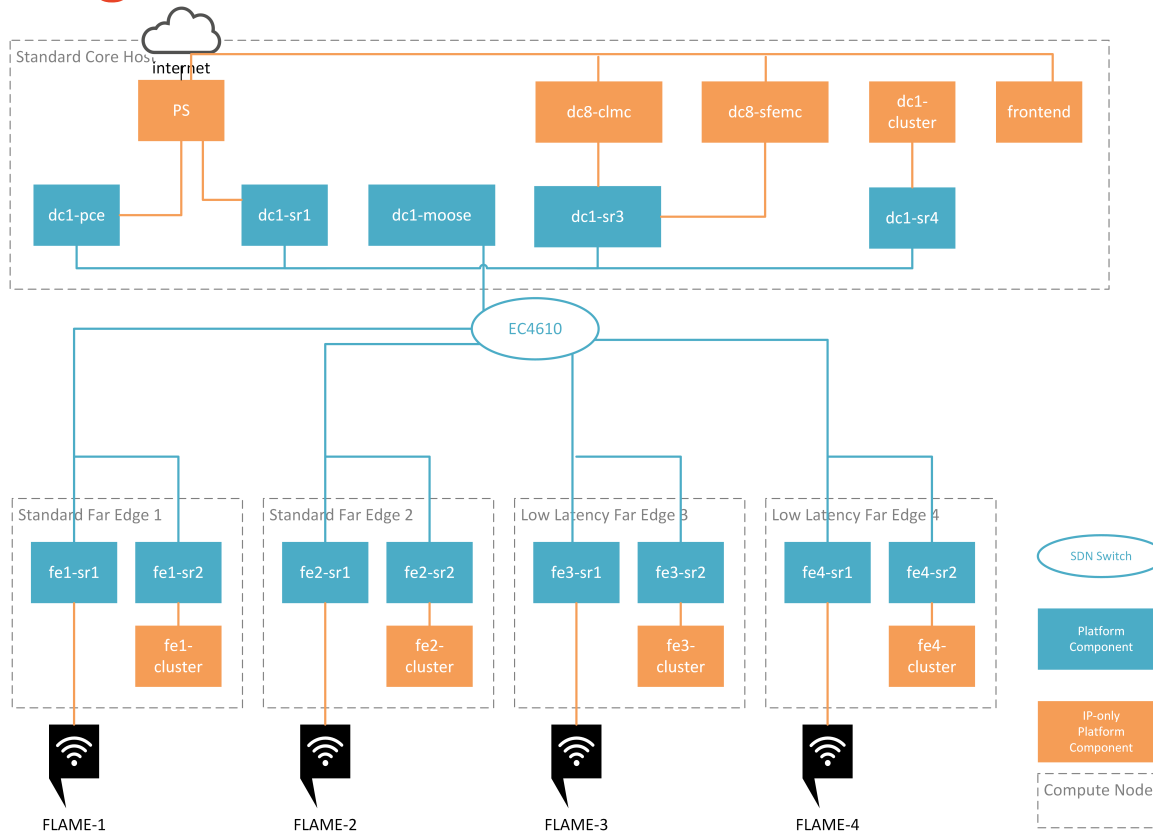 Standard Core Host
internet
PS
dc8-clmc
dc8-sfemc
dc1-
cluster
frontend
dc1-pce
dc1-sr1
dc1-moose
dc1-sr3
dc1-sr4
EC4610
Standard Far Edge 1
Standard Far Edge 2
Low Latency Far Edge 3
Low Latency Far Edge 4
SDN Switch
fe1-sr1
fe1-sr2
fe2-sr1
fe2-sr2
fe3-sr1
fe3-sr2
fe4-sr1
fe4-sr2
Platform
Component
fe1-
cluster
fe2-
cluster
fe3-
cluster
fe4-
cluster
IP-only
Platform
Component
Compute Node
FLAME-1
FLAME-2
FLAME-3
FLAME-4